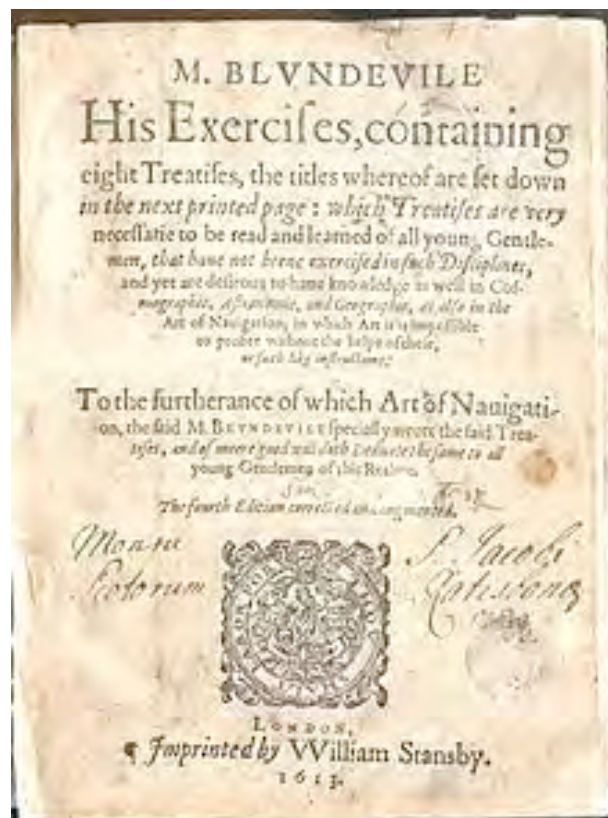 M. BLVNDEVILE
His Exerciſes, containing
eight Treatiſes, the titles whereof are ſet down
in the next printed page: which Treatiſes are very
neceſſarie to be read and learned of all young Gentle-
men, that haue not beene exerciſed in ſuch Diſciplines,
and yet are deſirous to haue knowledge as well in Coſ-
mographie, Aſtronomie, and Geographie, as alſo in the
Art of Nauigation, in which Art it is impoſſible
to profit without the helpe of theſe,
or ſuch like inſtructions.
To the furtherance of which Art of Nauigati-
on, the ſaid M. BLVNDEVILE ſpecially wrote the ſaid Trea-
tiſes, and of meere good will doth dedicate the ſame to all
young Gentlemen of this Realme.
The fourth Edition corrected and augmented.
S. Jacobi
Scotorum
LONDON,
¶ Imprinted by William Stansby.
1613.